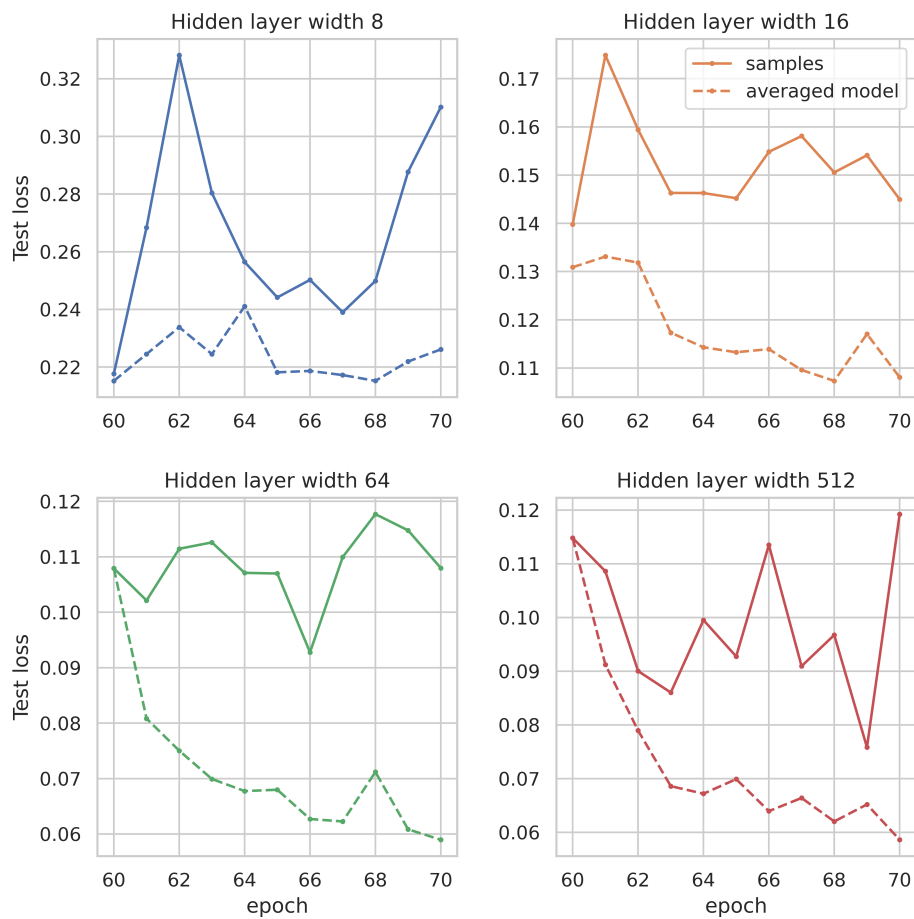 Hidden layer width 8
Test loss
0.32
0.30
0.28
0.26
0.24
0.22
60 62 64 66 68 70
Hidden layer width 16
samples
averaged model
0.17
0.16
0.15
0.14
0.13
0.12
0.11
60 62 64 66 68 70
Hidden layer width 64
Test loss
0.12
0.11
0.10
0.09
0.08
0.07
0.06
60 62 64 66 68 70
epoch
Hidden layer width 512
0.12
0.11
0.10
0.09
0.08
0.07
0.06
60 62 64 66 68 70
epoch